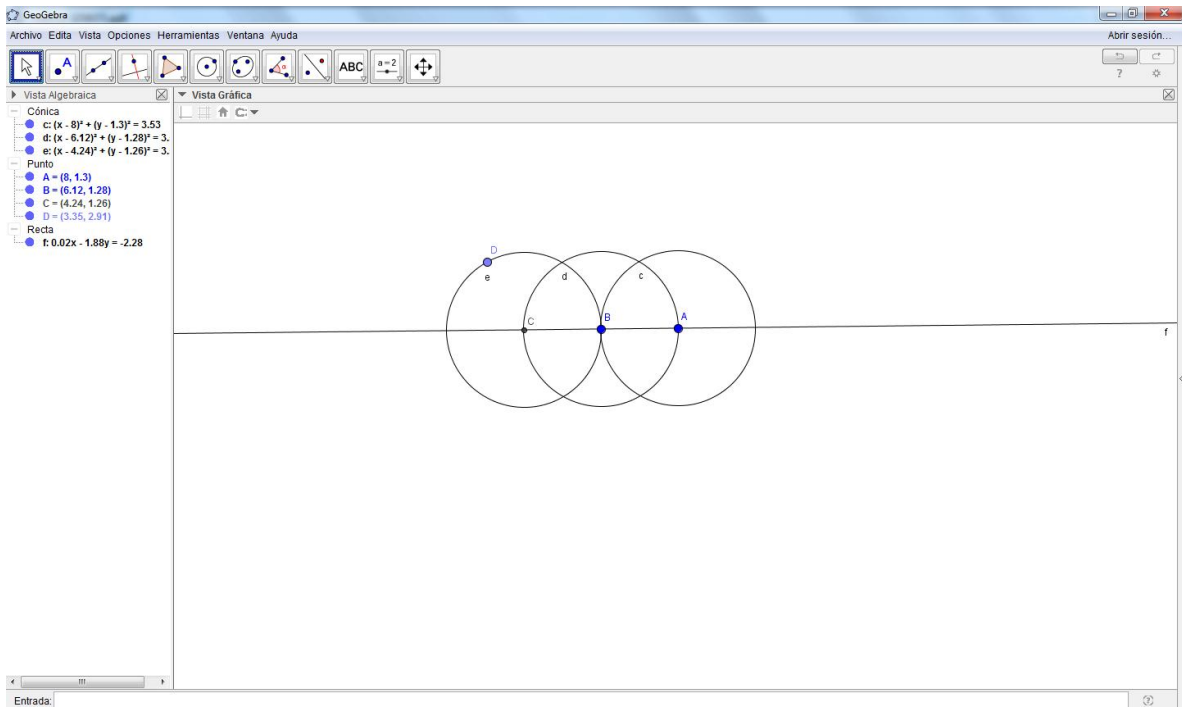 GeoGebra
Archivo Edita Vista Opciones Herramientas Ventana Ayuda
Abrir sesión...
A
ABC
a = 2
?
Vista Algebraica
Cónica
c: (x - 8)² + (y - 1.3)² = 3.53
d: (x - 6.12)² + (y - 1.28)² = 3.
e: (x - 4.24)² + (y - 1.26)² = 3.
Punto
A = (8, 1.3)
B = (6.12, 1.28)
C = (4.24, 1.26)
D = (3.35, 2.91)
Recta
f: 0.02x - 1.88y = -2.28
Vista Gráfica
D
e
d
c
C
B
A
f
Entrada:
?